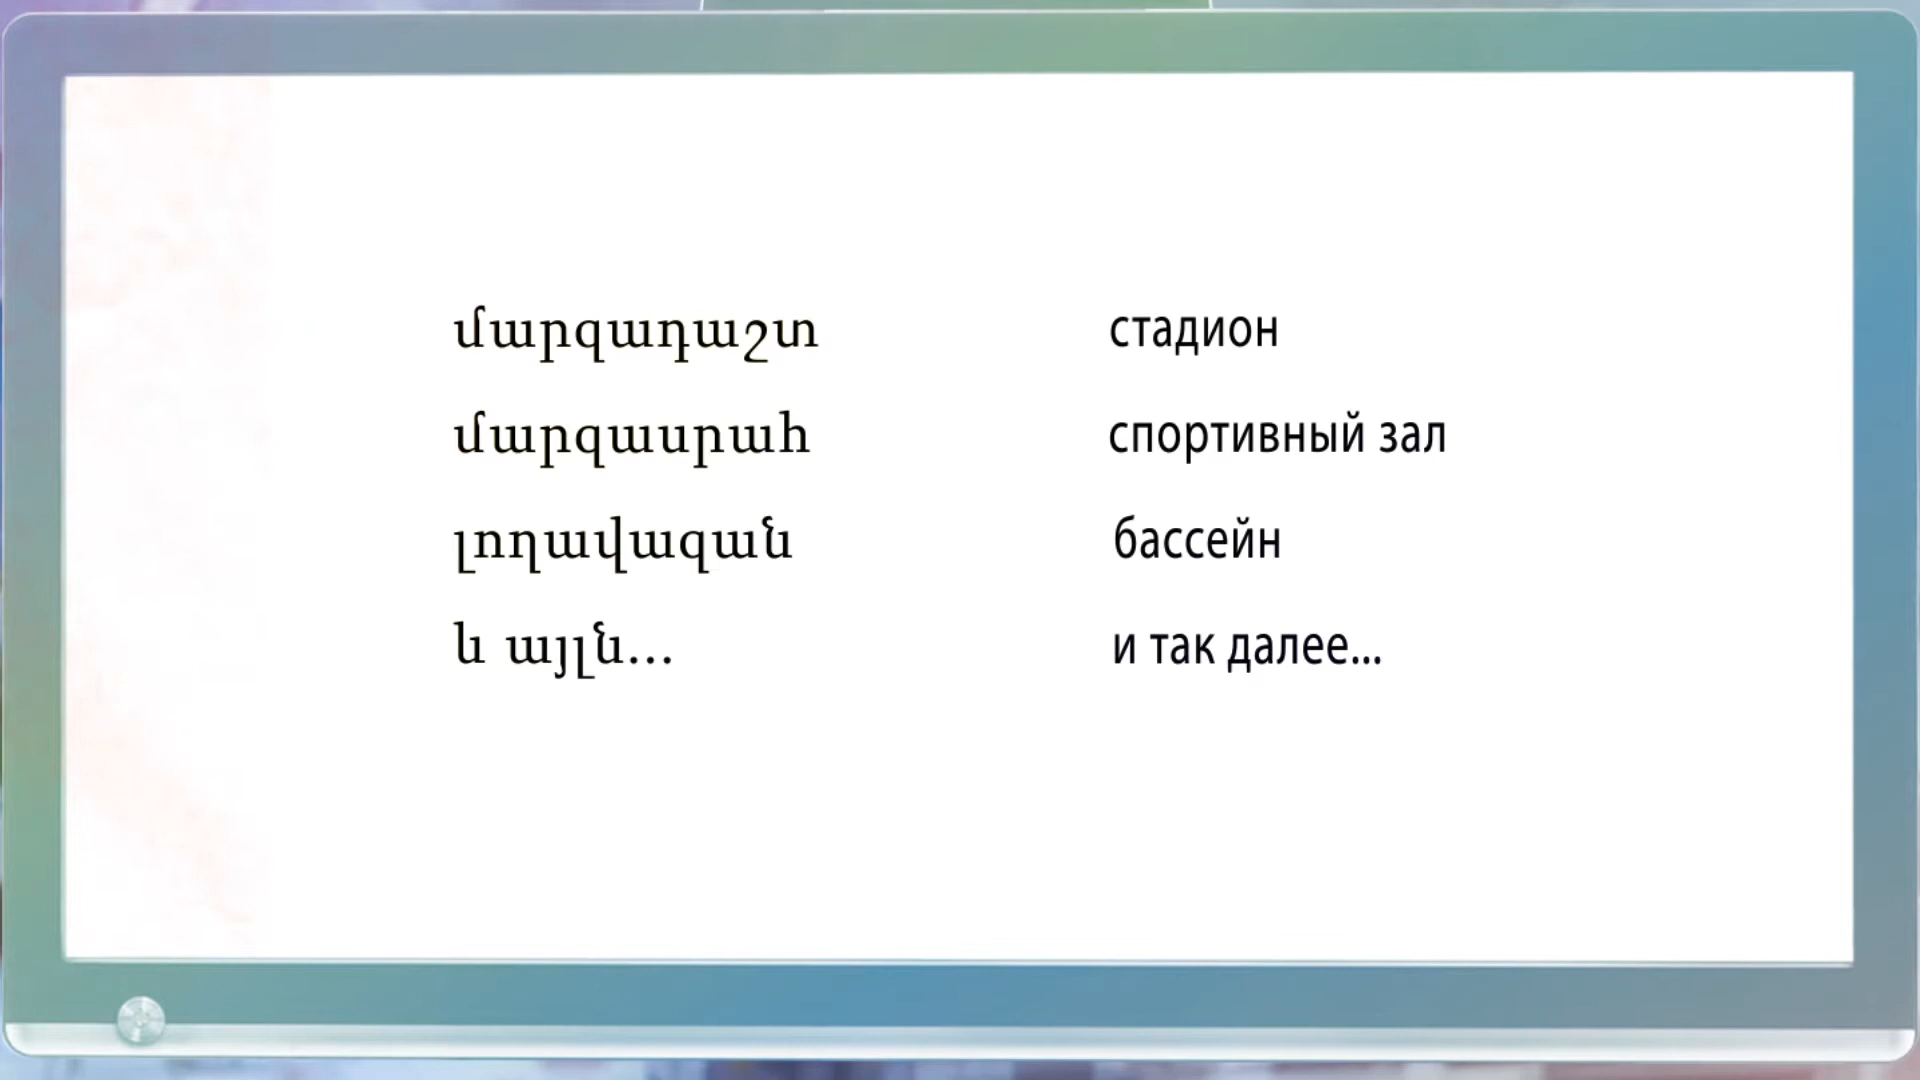 մարզադաշտ стадион
մարզասրահ спортивный зал
լողավազան бассейн
և այլն... и так далее...